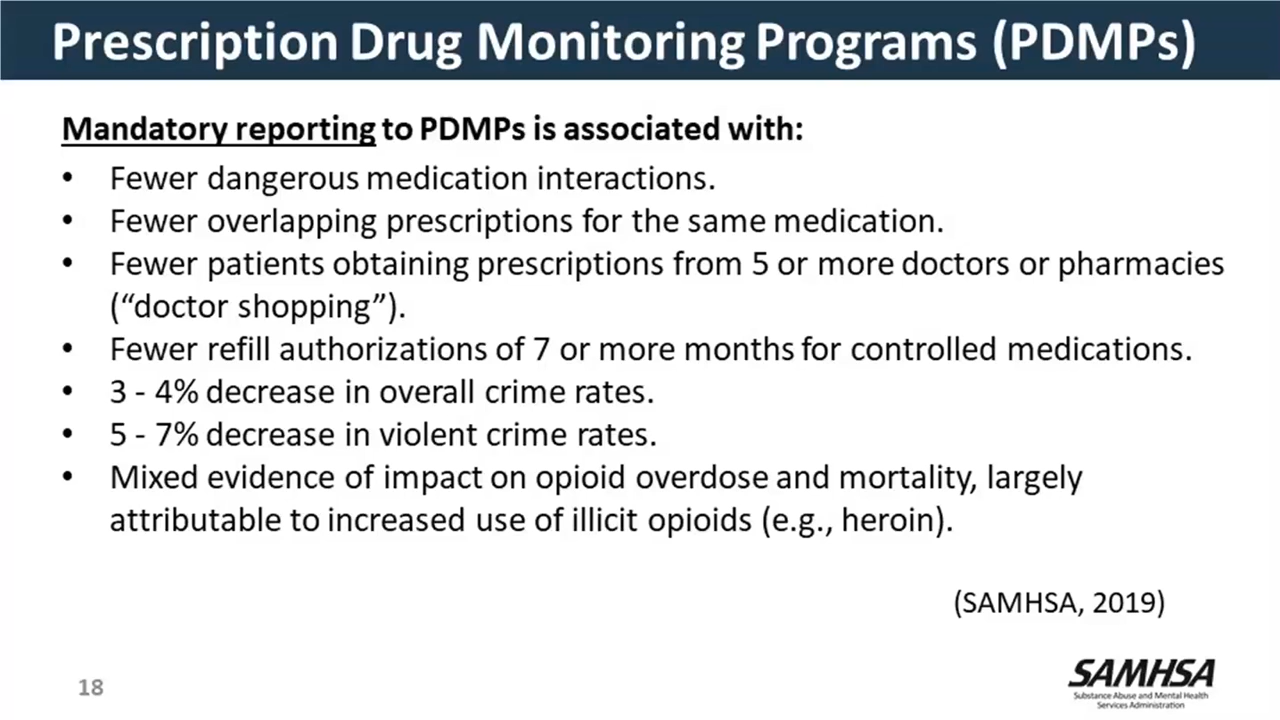 Prescription Drug Monitoring Programs (PDMPs)
Mandatory reporting to PDMPs is associated with:
• Fewer dangerous medication interactions.
• Fewer overlapping prescriptions for the same medication.
• Fewer patients obtaining prescriptions from 5 or more doctors or pharmacies
(“doctor shopping”).
• Fewer refill authorizations of 7 or more months for controlled medications.
• 3 - 4% decrease in overall crime rates.
• 5 - 7% decrease in violent crime rates.
• Mixed evidence of impact on opioid overdose and mortality, largely
attributable to increased use of illicit opioids (e.g., heroin).
(SAMHSA, 2019)
18
SAMHSA
Substance Abuse and Mental Health
Services Administration